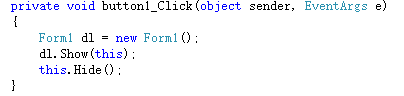 private void button1_Click(object sender, EventArgs e)
{
Form1 dl = new Form1();
dl.Show(this);
this.Hide();
}